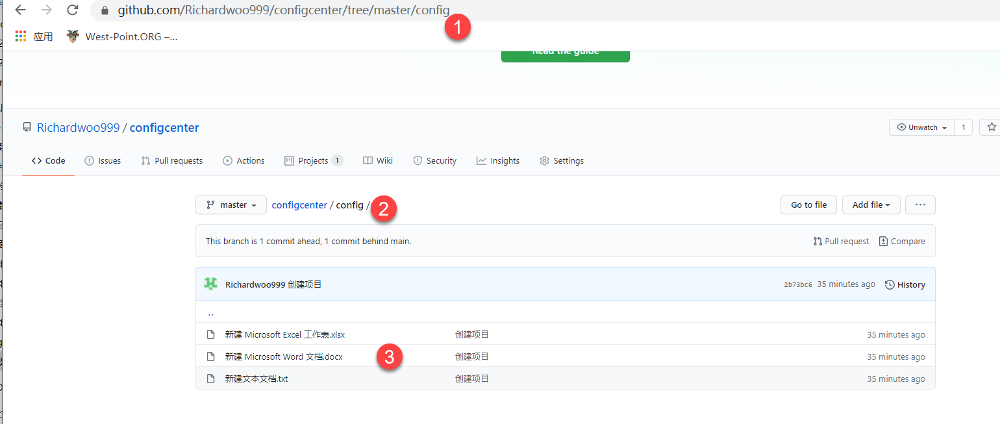 github.com/Richardwoo999/configcenter/tree/master/config
1
应用 West-Point.ORG –...
Read the guide
Richardwoo999 / configcenter Unwatch 1
Code Issues Pull requests Actions Projects 1 Wiki Security Insights Settings
master configcenter / config / 2 Go to file Add file ...
This branch is 1 commit ahead, 1 commit behind main. Pull request Compare
Richardwoo999 创建项目 2b73bc6 35 minutes ago History
..
新建 Microsoft Excel 工作表.xlsx 创建项目 35 minutes ago
新建 Microsoft Word 文档.docx 3 创建项目 35 minutes ago
新建文本文档.txt 创建项目 35 minutes ago